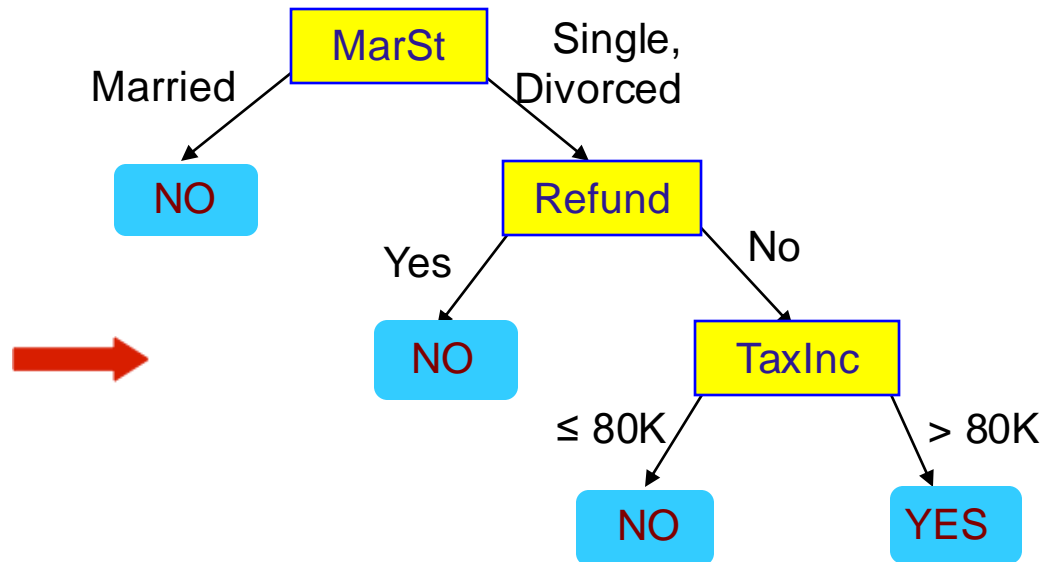 MarSt
Single,
Married
Divorced
NO
Refund
Yes
No
NO
TaxInc
≤ 80K
> 80K
NO
YES